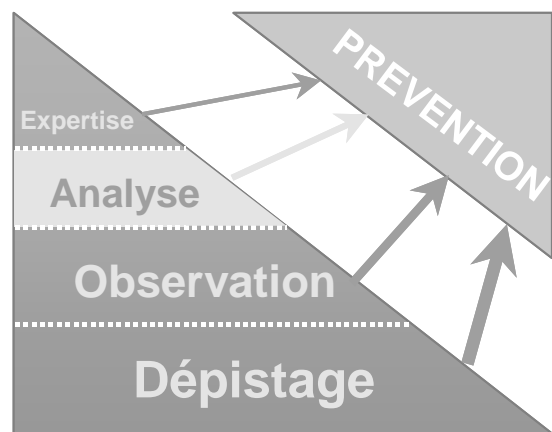 PREVENTION
Expertise
Analyse
Observation
Dépistage